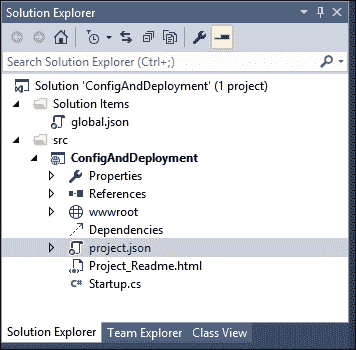 Solution Explorer
Search Solution Explorer (Ctrl+;)
Solution 'ConfigAndDeployment' (1 project)
Solution Items
global.json
src
ConfigAndDeployment
Properties
References
wwwroot
Dependencies
project.json
Project_Readme.html
C# Startup.cs
Solution Explorer Team Explorer Class View